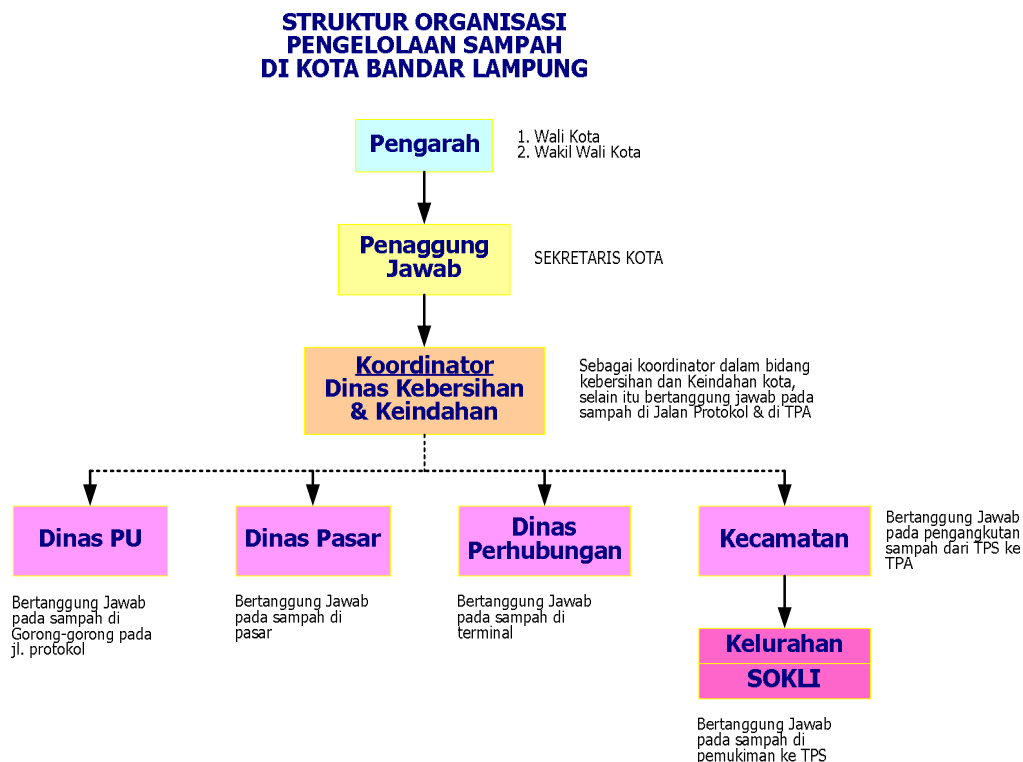 STRUKTUR ORGANISASI
PENGELOLAAN SAMPAH
DI KOTA BANDAR LAMPUNG
Pengarah
1. Wali Kota
2. Wakil Wali Kota
Penaggung
Jawab
SEKRETARIS KOTA
Koordinator
Dinas Kebersihan
& Keindahan
Sebagai koordinator dalam bidang
kebersihan dan Keindahan kota,
selain itu bertanggung jawab pada
sampah di Jalan Protokol & di TPA
Dinas PU
Bertanggung Jawab
pada sampah di
Gorong-gorong pada
jl. protokol
Dinas Pasar
Bertanggung Jawab
pada sampah di
pasar
Dinas
Perhubungan
Bertanggung Jawab
pada sampah di
terminal
Kecamatan
Bertanggung Jawab
pada pengangkutan
sampah dari TPS ke
TPA
Kelurahan
SOKLI
Bertanggung Jawab
pada sampah di
pemukiman ke TPS